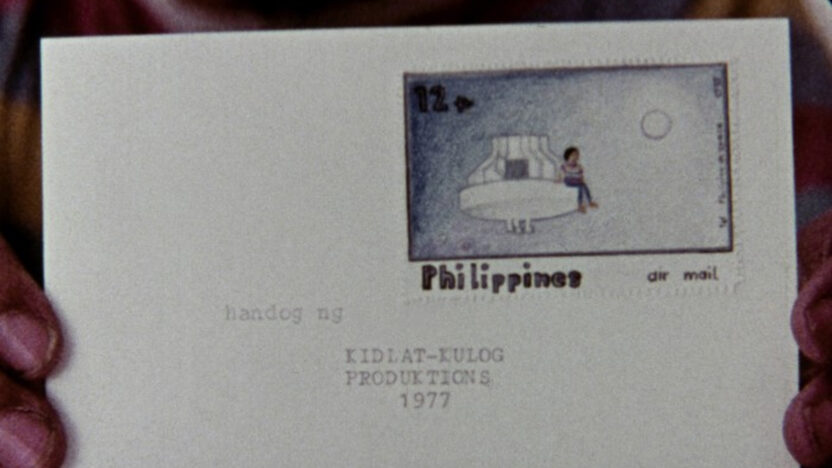 12p
Philippines
air mail
handog ng
KIDLAT-KULOG
PRODUKTIONS
1977